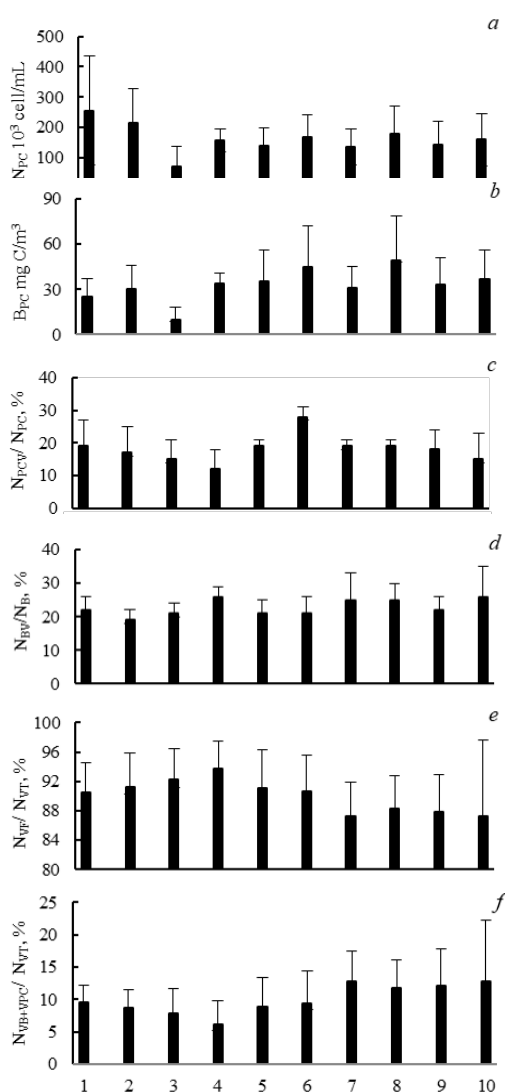 a
500
400
300
200
100
N_PC 10³ cell/mL
b
90
60
30
0
B_PC mg C/m³
c
40
30
20
10
0
N_PCV/ N_PC, %
d
40
30
20
10
0
N_BV/N_B, %
e
100
96
92
88
84
80
N_VF/ N_VT, %
f
25
20
15
10
5
0
N_VB+VPC/ N_VT, %
1 2 3 4 5 6 7 8 9 10